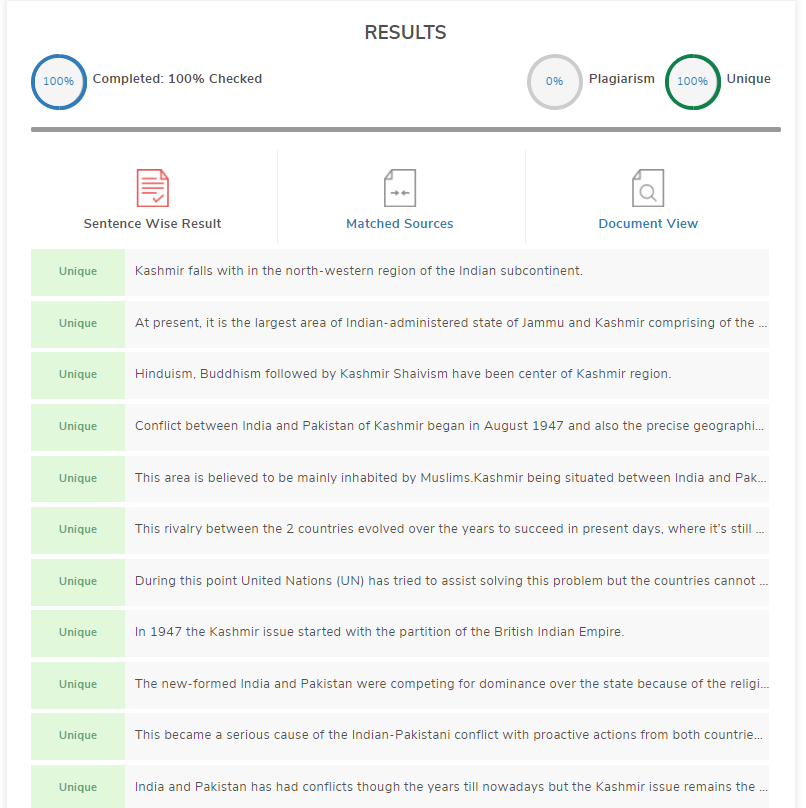 RESULTS
100% Completed: 100% Checked 0% Plagiarism 100% Unique
Sentence Wise Result Matched Sources Document View
Unique Kashmir falls with in the north-western region of the Indian subcontinent.
Unique At present, it is the largest area of Indian-administered state of Jammu and Kashmir comprising of the ...
Unique Hinduism, Buddhism followed by Kashmir Shaivism have been center of Kashmir region.
Unique Conflict between India and Pakistan of Kashmir began in August 1947 and also the precise geographi...
Unique This area is believed to be mainly inhabited by Muslims.Kashmir being situated between India and Pak...
Unique This rivalry between the 2 countries evolved over the years to succeed in present days, where it's still ...
Unique During this point United Nations (UN) has tried to assist solving this problem but the countries cannot ...
Unique In 1947 the Kashmir issue started with the partition of the British Indian Empire.
Unique The new-formed India and Pakistan were competing for dominance over the state because of the religi...
Unique This became a serious cause of the Indian-Pakistani conflict with proactive actions from both countrie...
Unique India and Pakistan has had conflicts though the years till nowadays but the Kashmir issue remains the ...